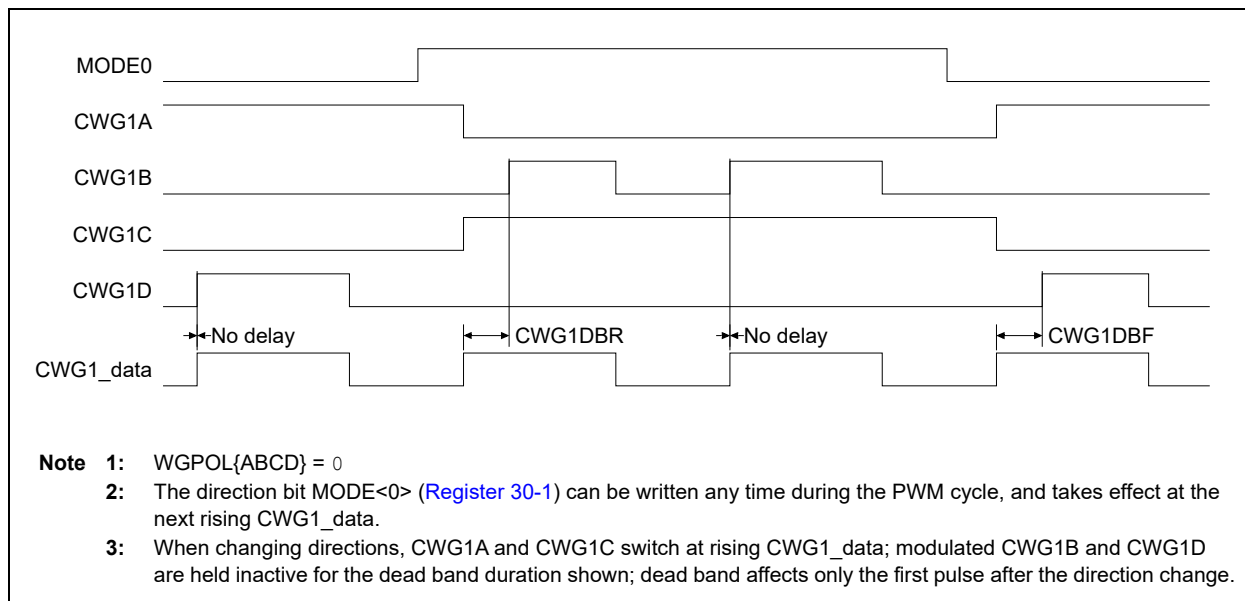 MODE0
CWG1A
CWG1B
CWG1C
CWG1D
No delay CWG1DBR No delay CWG1DBF
CWG1_data
Note 1: WGPOL{ABCD} = 0
2: The direction bit MODE<0> (Register 30-1) can be written any time during the PWM cycle, and takes effect at the
next rising CWG1_data.
3: When changing directions, CWG1A and CWG1C switch at rising CWG1_data; modulated CWG1B and CWG1D
are held inactive for the dead band duration shown; dead band affects only the first pulse after the direction change.